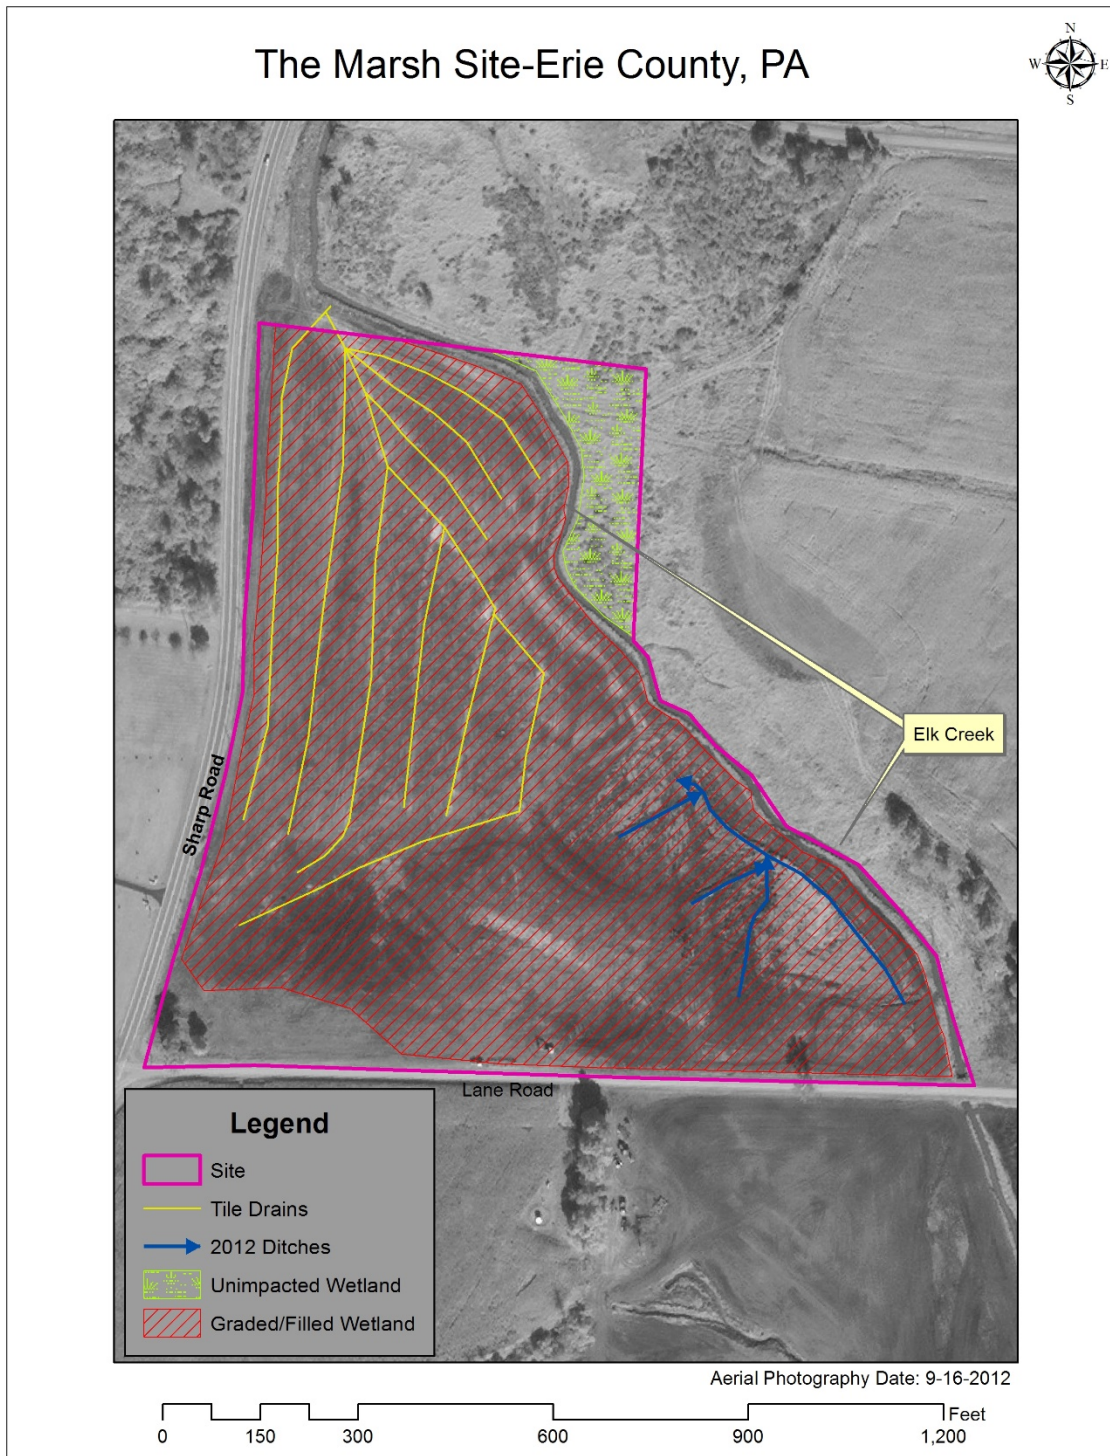 The Marsh Site-Erie County, PA
N
W E
S
Elk Creek
Sharp Road
Lane Road
Legend
Site
Tile Drains
2012 Ditches
Unimpacted Wetland
Graded/Filled Wetland
Aerial Photography Date: 9-16-2012
Feet
0 150 300 600 900 1,200